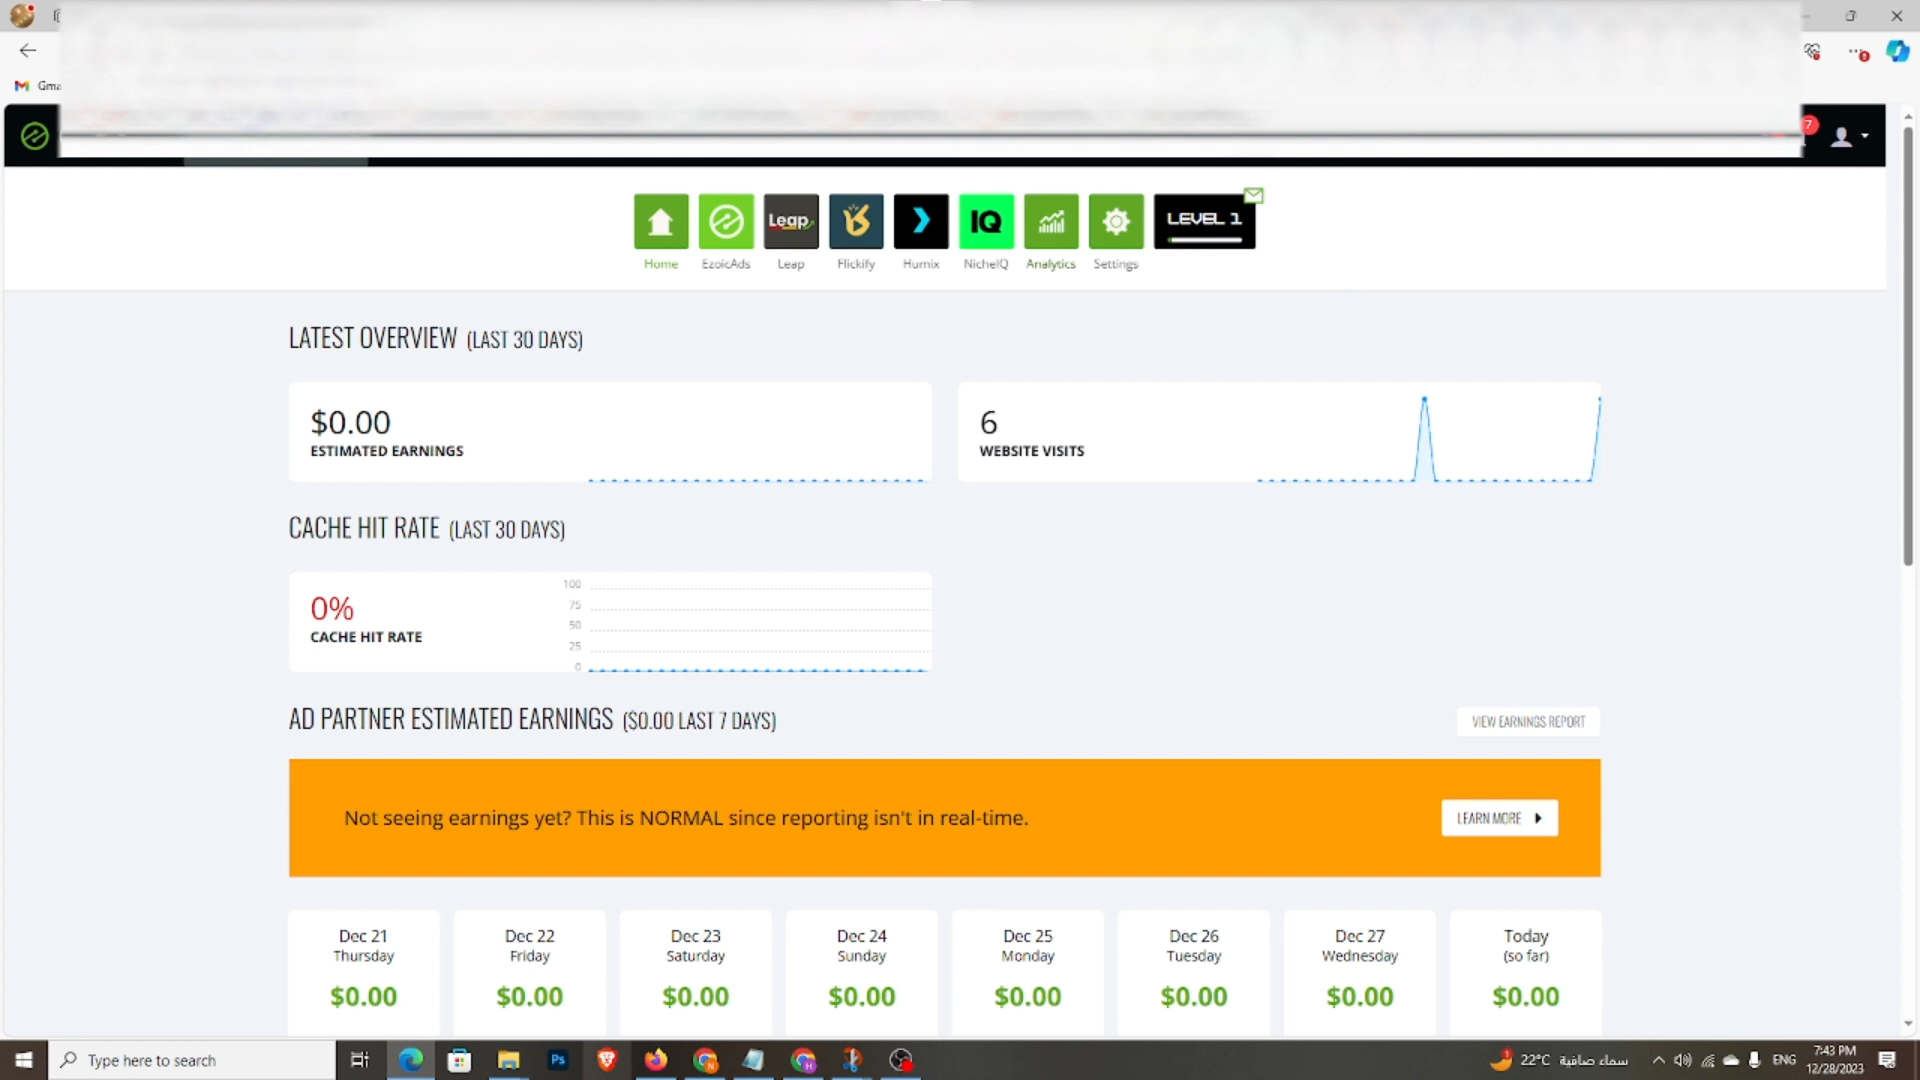 Gma
7
Leap
IQ
LEVEL 1
Home
EzoicAds
Leap
Flickify
Humix
NicheIQ
Analytics
Settings
LATEST OVERVIEW (LAST 30 DAYS)
$0.00
ESTIMATED EARNINGS
6
WEBSITE VISITS
CACHE HIT RATE (LAST 30 DAYS)
0%
CACHE HIT RATE
100
75
50
25
0
AD PARTNER ESTIMATED EARNINGS ($0.00 LAST 7 DAYS)
VIEW EARNINGS REPORT
Not seeing earnings yet? This is NORMAL since reporting isn't in real-time.
LEARN MORE
Dec 21
Thursday
$0.00
Dec 22
Friday
$0.00
Dec 23
Saturday
$0.00
Dec 24
Sunday
$0.00
Dec 25
Monday
$0.00
Dec 26
Tuesday
$0.00
Dec 27
Wednesday
$0.00
Today
(so far)
$0.00
Type here to search
Ps
22°C سماء صافية
ENG
7:43 PM
12/28/2023